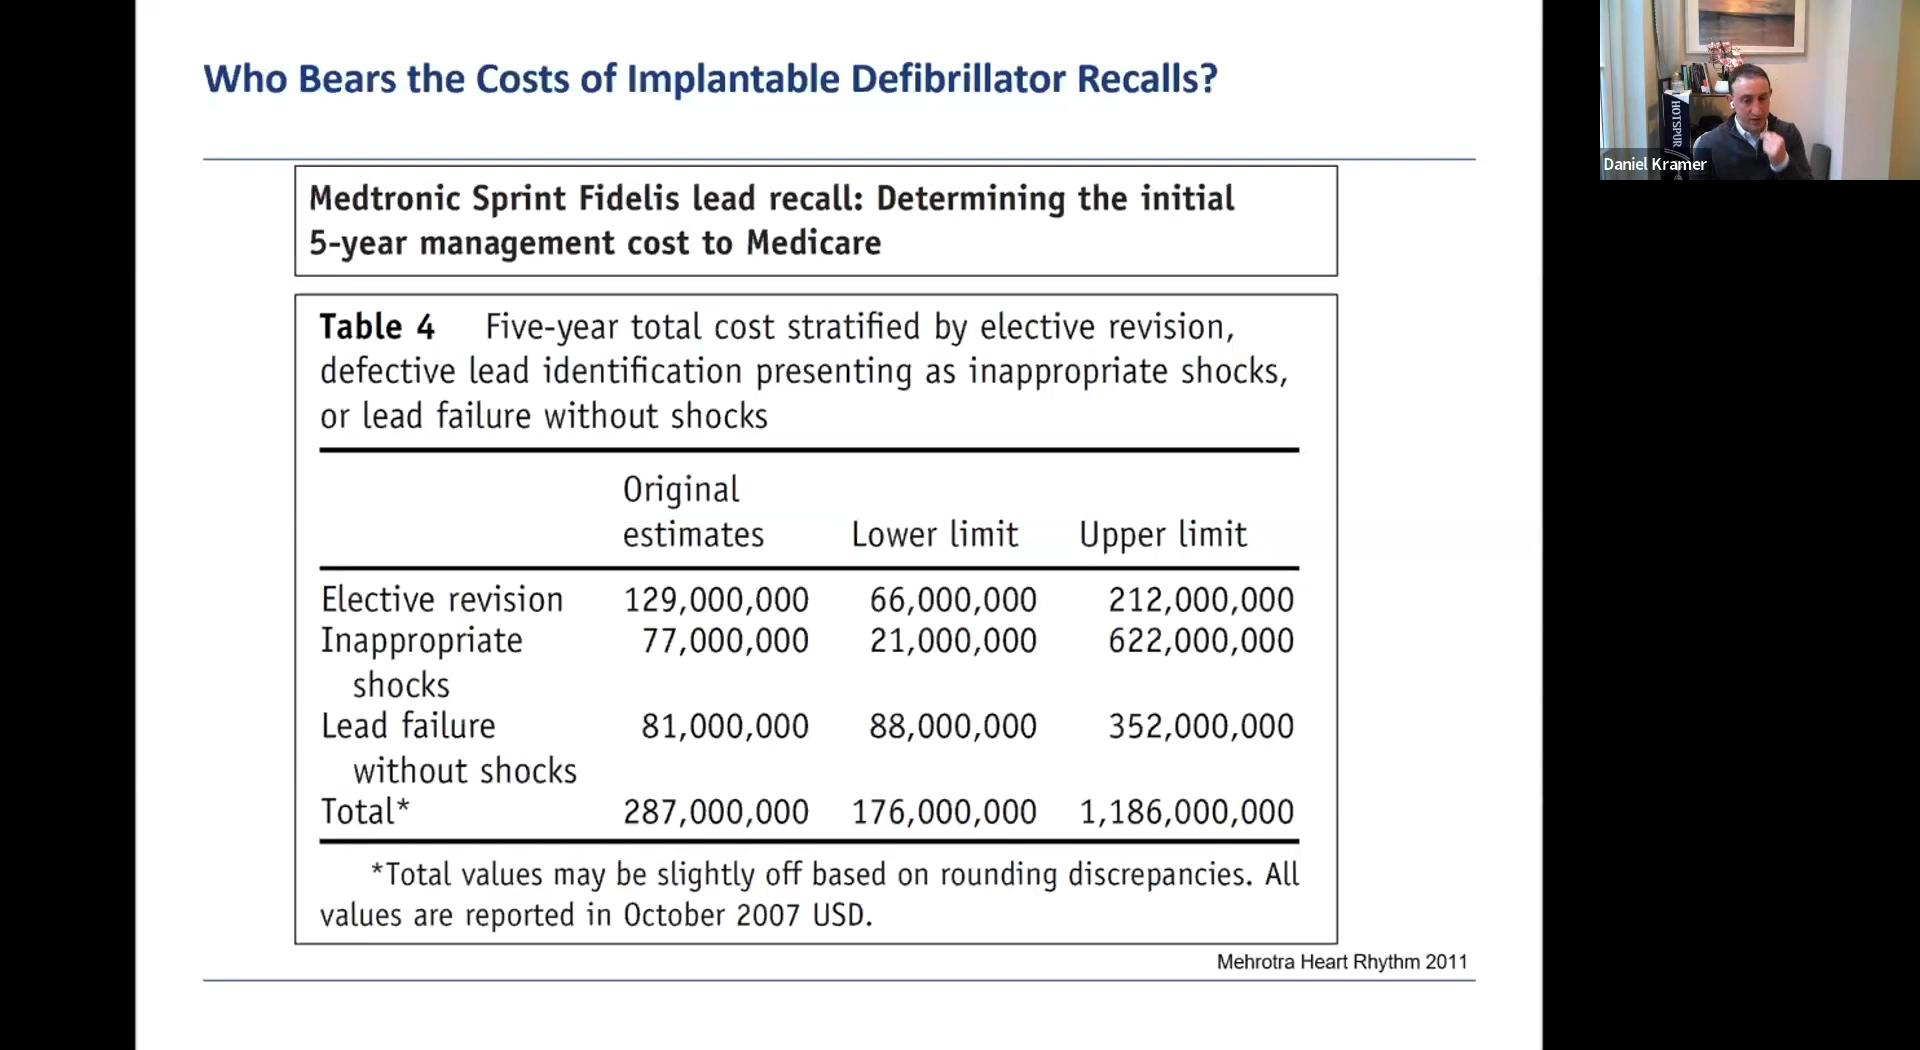 Who Bears the Costs of Implantable Defibrillator Recalls?
Medtronic Sprint Fidelis lead recall: Determining the initial
5-year management cost to Medicare
Table 4 Five-year total cost stratified by elective revision,
defective lead identification presenting as inappropriate shocks,
or lead failure without shocks
Original
estimates Lower limit Upper limit
Elective revision 129,000,000 66,000,000 212,000,000
Inappropriate 77,000,000 21,000,000 622,000,000
shocks
Lead failure 81,000,000 88,000,000 352,000,000
without shocks
Total* 287,000,000 176,000,000 1,186,000,000
*Total values may be slightly off based on rounding discrepancies. All
values are reported in October 2007 USD.
Mehrotra Heart Rhythm 2011
HOTSPUR
Daniel Kramer